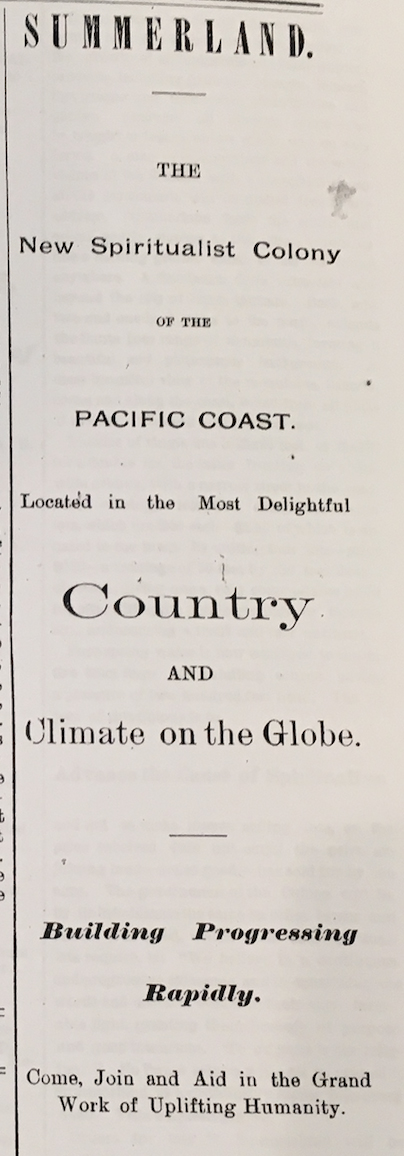 SUMMERLAND.
THE
New Spiritualist Colony
OF THE
PACIFIC COAST.
Located in the Most Delightful
Country
AND
Climate on the Globe.
Building Progressing
Rapidly.
Come, Join and Aid in the Grand
Work of Uplifting Humanity.